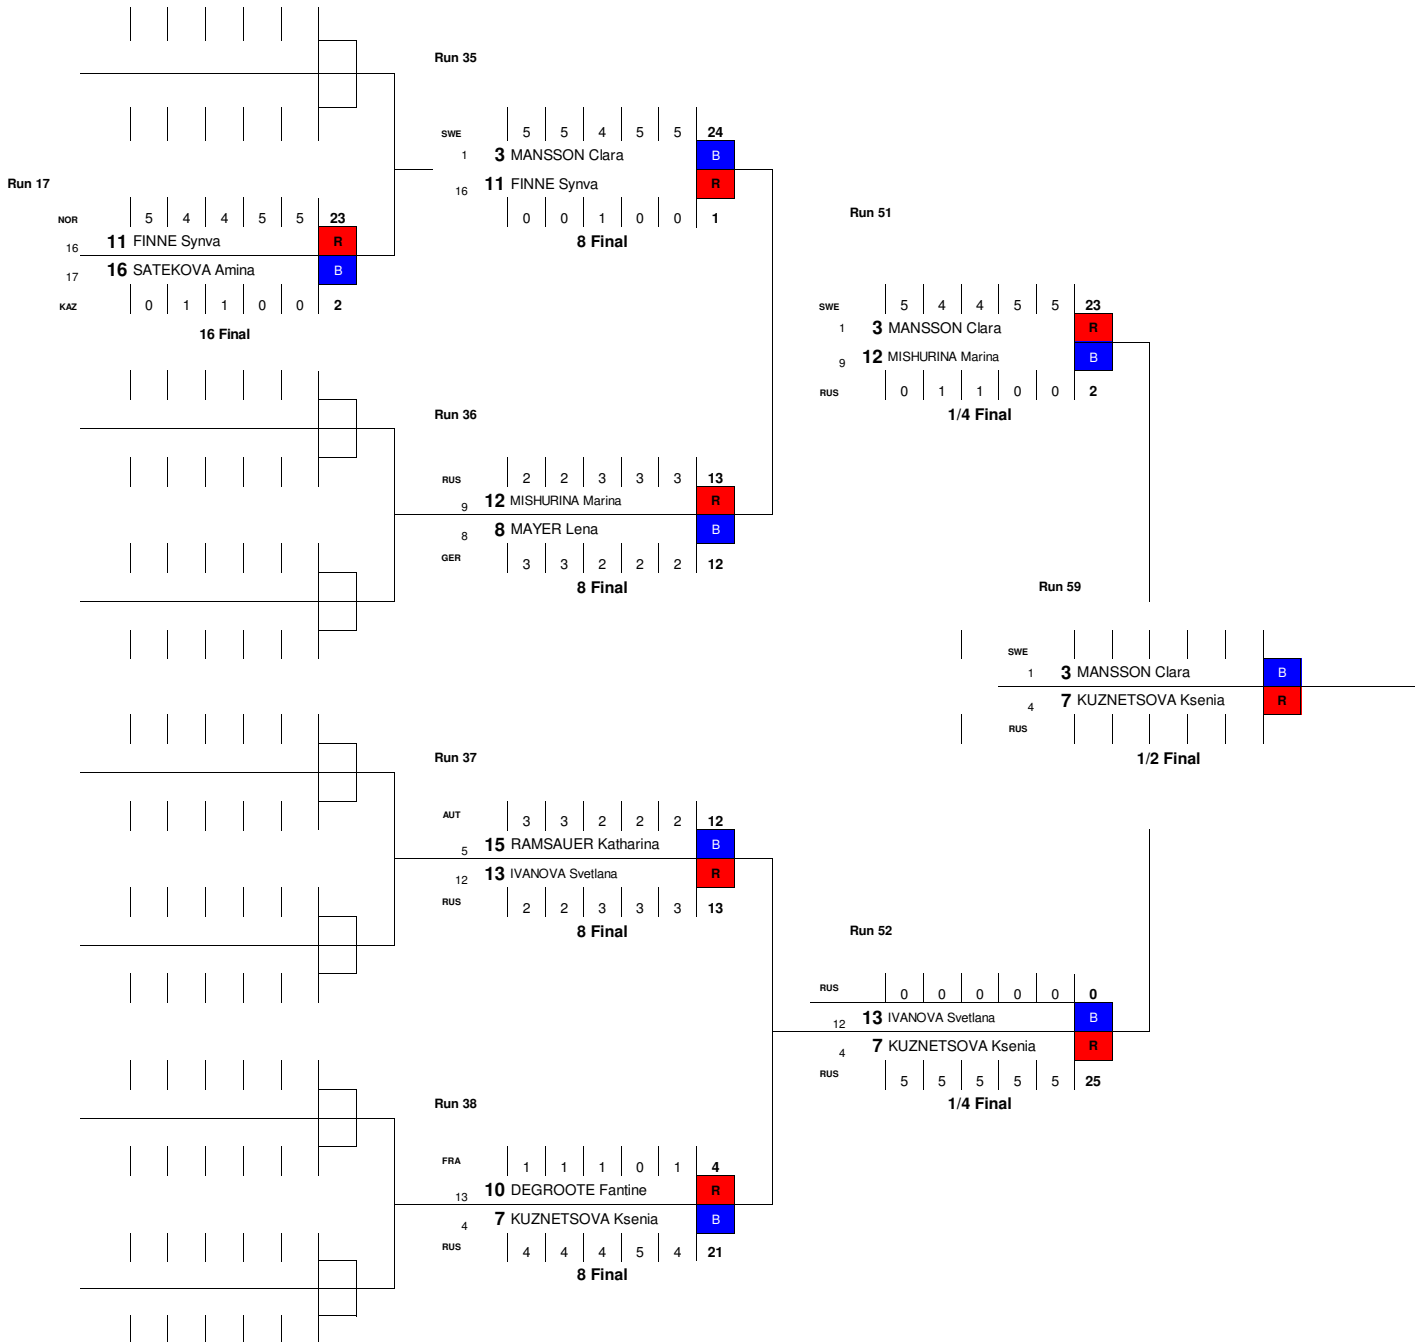 Run 17
NOR 5 4 4 5 5 23
16 11 FINNE Synva R
17 16 SATEKOVA Amina B
KAZ 0 1 1 0 0 2
16 Final
Run 35
SWE 5 5 4 5 5 24
1 3 MANSSON Clara B
16 11 FINNE Synva R
0 0 1 0 0 1
8 Final
Run 36
RUS 2 2 3 3 3 13
9 12 MISHURINA Marina R
8 8 MAYER Lena B
GER 3 3 2 2 2 12
8 Final
Run 37
AUT 3 3 2 2 2 12
5 15 RAMSAUER Katharina B
12 13 IVANOVA Svetlana R
RUS 2 2 3 3 3 13
8 Final
Run 38
FRA 1 1 1 0 1 4
13 10 DEGROOTE Fantine R
4 7 KUZNETSOVA Ksenia B
RUS 4 4 4 5 4 21
8 Final
Run 51
SWE 5 4 4 5 5 23
1 3 MANSSON Clara R
9 12 MISHURINA Marina B
RUS 0 1 1 0 0 2
1/4 Final
Run 52
RUS 0 0 0 0 0 0
12 13 IVANOVA Svetlana B
4 7 KUZNETSOVA Ksenia R
RUS 5 5 5 5 5 25
1/4 Final
Run 59
SWE
1 3 MANSSON Clara B
4 7 KUZNETSOVA Ksenia R
RUS
1/2 Final